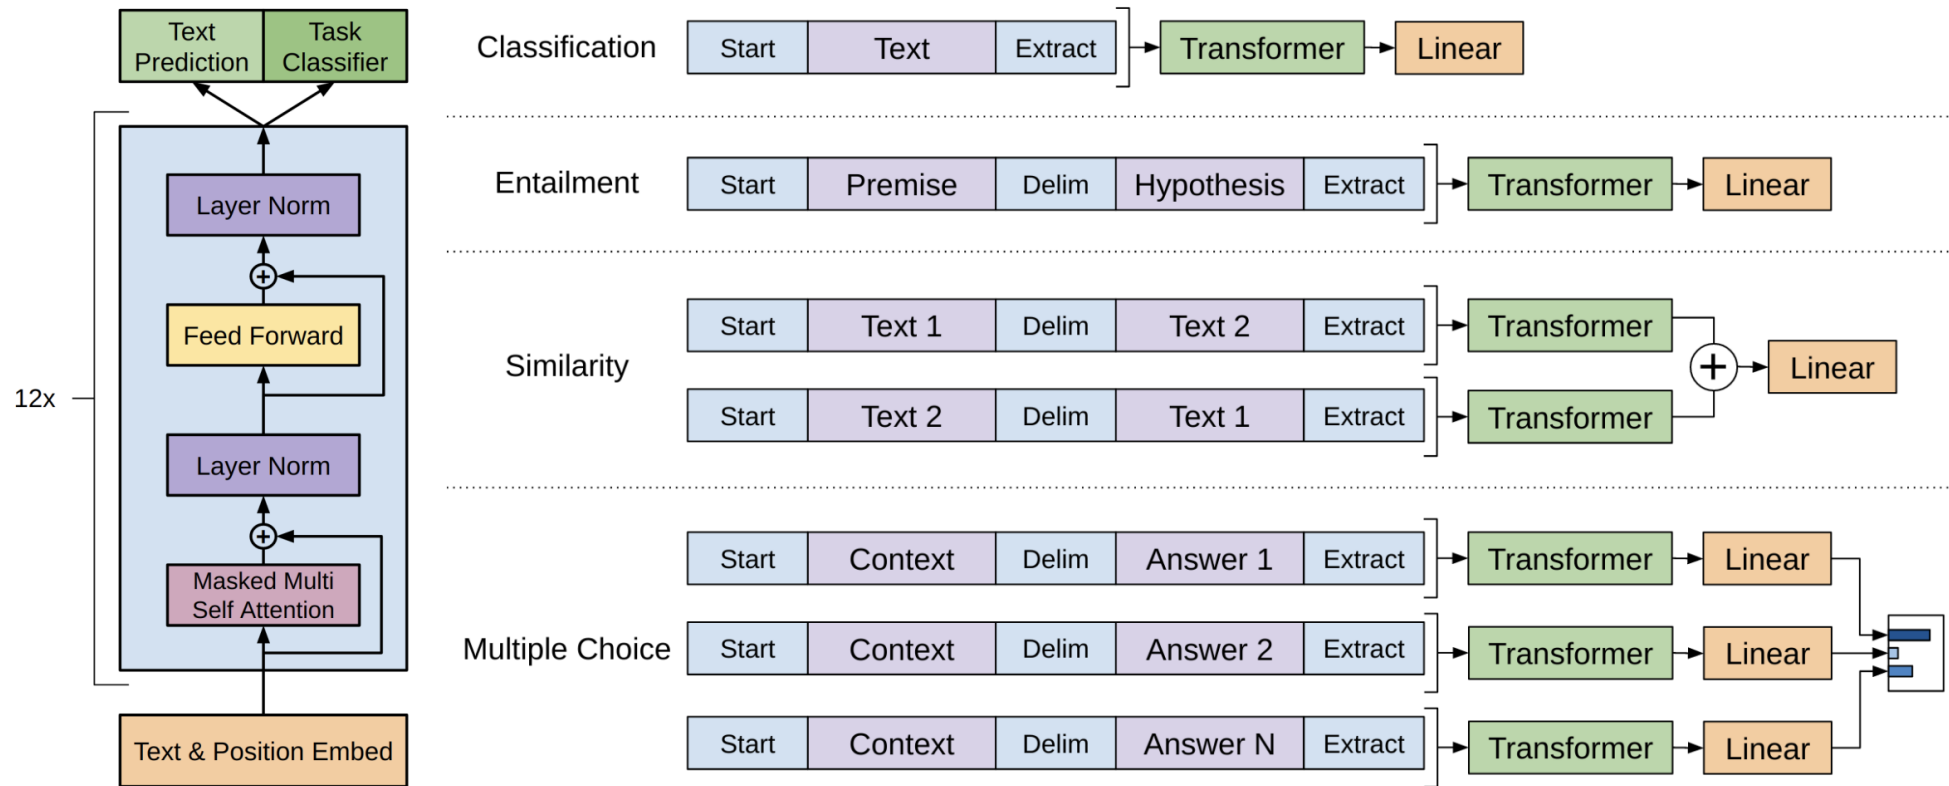 Text
Prediction
Task
Classifier
12x
Layer Norm
+
Feed Forward
Layer Norm
+
Masked Multi
Self Attention
Text & Position Embed
Classification
Start Text Extract Transformer Linear
Entailment
Start Premise Delim Hypothesis Extract Transformer Linear
Similarity
Start Text 1 Delim Text 2 Extract Transformer
Start Text 2 Delim Text 1 Extract Transformer
+
Linear
Multiple Choice
Start Context Delim Answer 1 Extract Transformer Linear
Start Context Delim Answer 2 Extract Transformer Linear
Start Context Delim Answer N Extract Transformer Linear